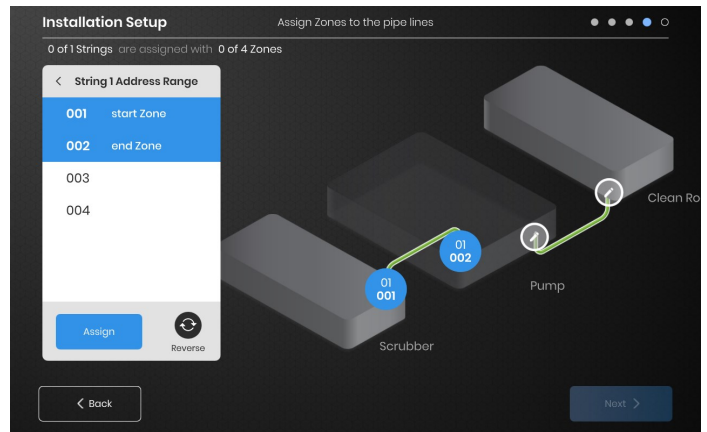 Installation Setup
Assign Zones to the pipe lines
0 of 1 Strings are assigned with 0 of 4 Zones
String 1 Address Range
001 start Zone
002 end Zone
003
004
Assign
Reverse
01
001
01
002
Scrubber
Pump
Clean Ro
Back
Next